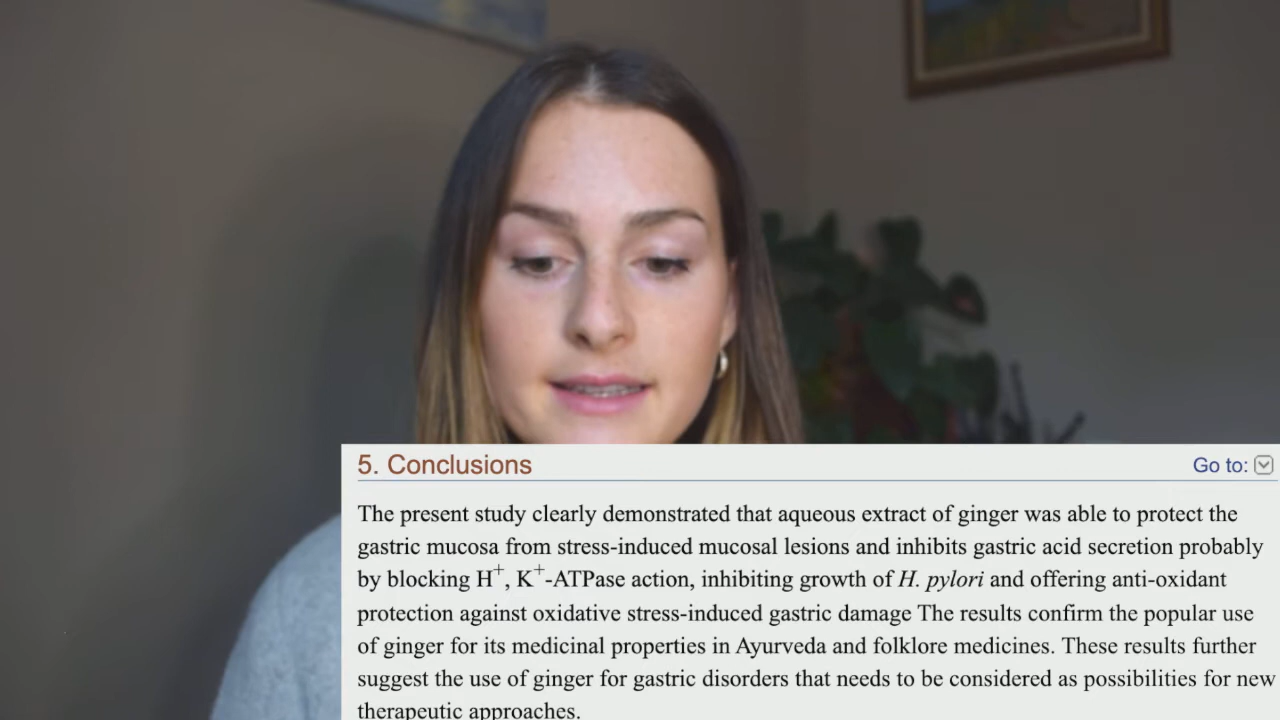 5. Conclusions
Go to:
The present study clearly demonstrated that aqueous extract of ginger was able to protect the
gastric mucosa from stress-induced mucosal lesions and inhibits gastric acid secretion probably
by blocking H⁺, K⁺-ATPase action, inhibiting growth of H. pylori and offering anti-oxidant
protection against oxidative stress-induced gastric damage The results confirm the popular use
of ginger for its medicinal properties in Ayurveda and folklore medicines. These results further
suggest the use of ginger for gastric disorders that needs to be considered as possibilities for new
therapeutic approaches.